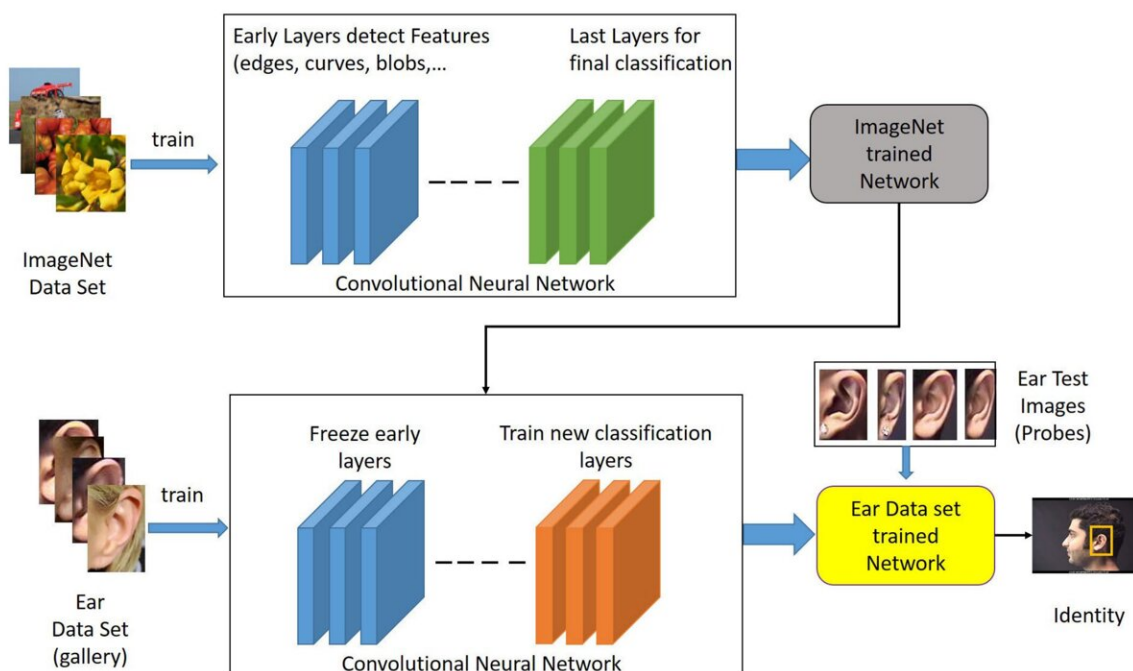 Early Layers detect Features
(edges, curves, blobs,...
Last Layers for
final classification
train
ImageNet
Data Set
Convolutional Neural Network
ImageNet
trained
Network
Ear Test
Images
(Probes)
Freeze early
layers
Train new classification
layers
train
Ear
Data Set
(gallery)
Convolutional Neural Network
Ear Data set
trained
Network
Identity